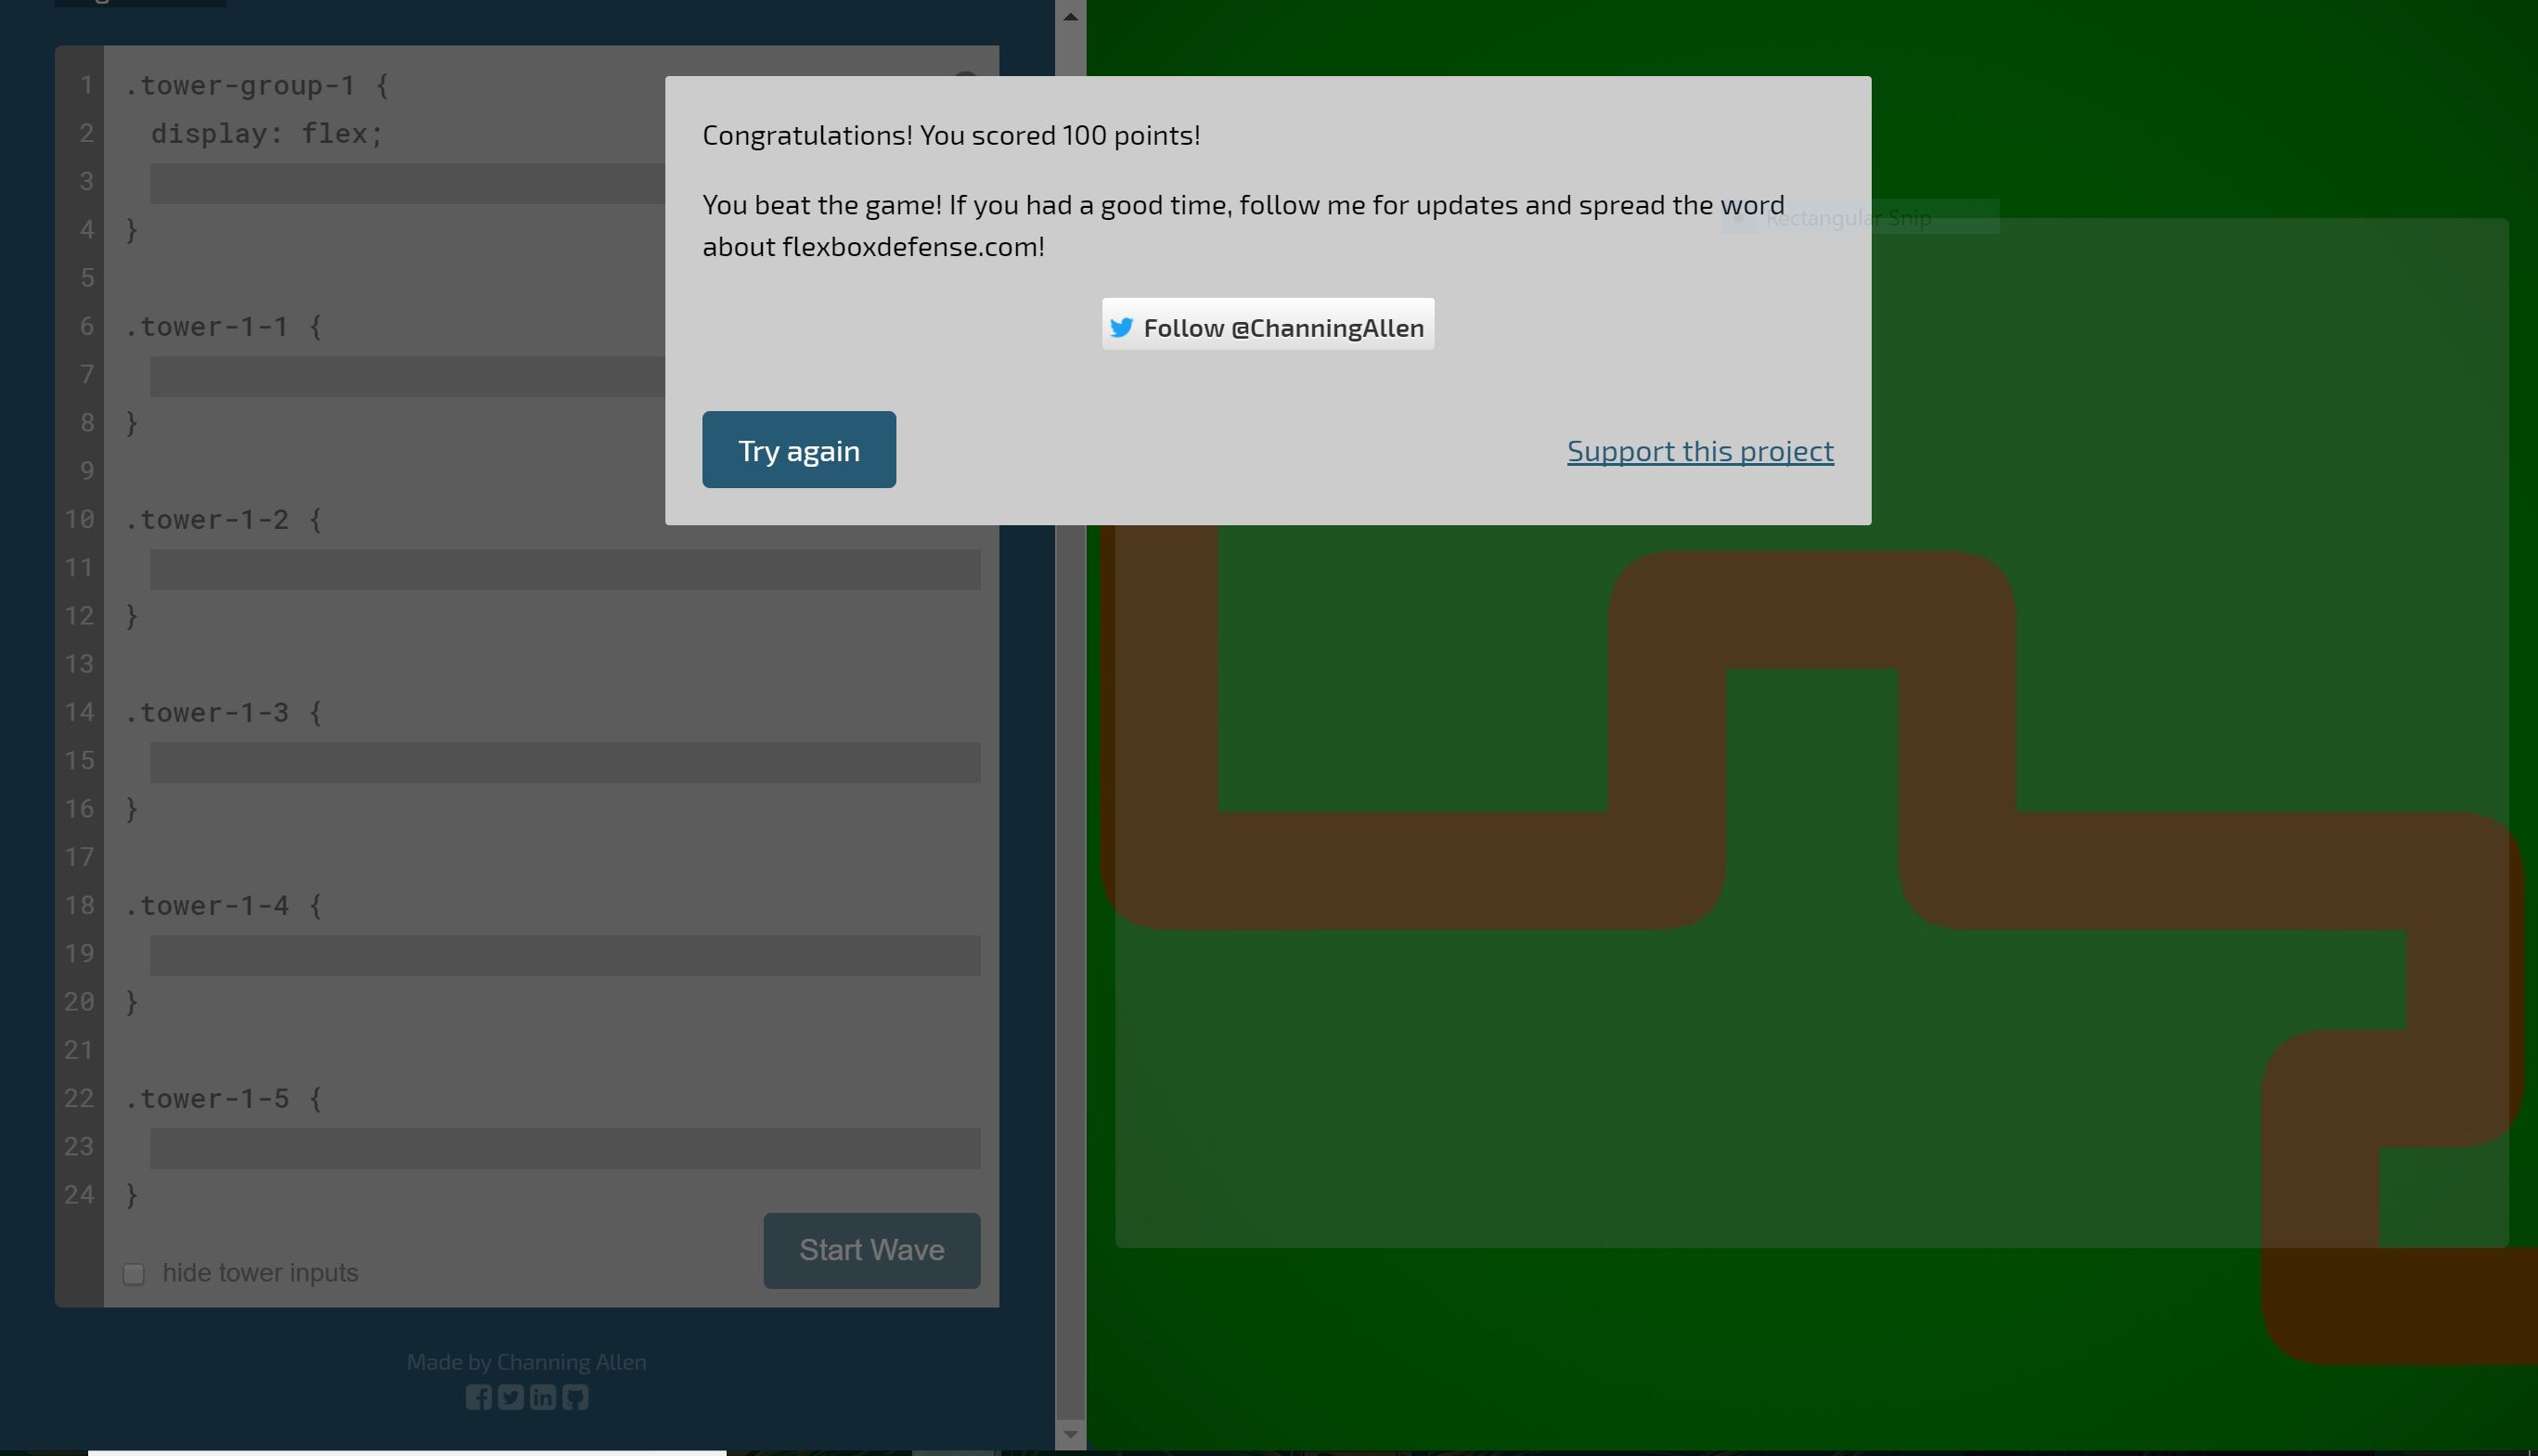 1 .tower-group-1 {
2 display: flex;
3
4 }
5
6 .tower-1-1 {
7
8 }
9
10 .tower-1-2 {
11
12 }
13
14 .tower-1-3 {
15
16 }
17
18 .tower-1-4 {
19
20 }
21
22 .tower-1-5 {
23
24 }
hide tower inputs
Start Wave
Made by Channing Allen
Congratulations! You scored 100 points!
You beat the game! If you had a good time, follow me for updates and spread the word
about flexboxdefense.com!
Follow @ChanningAllen
Try again
Support this project
Rectangular Snip